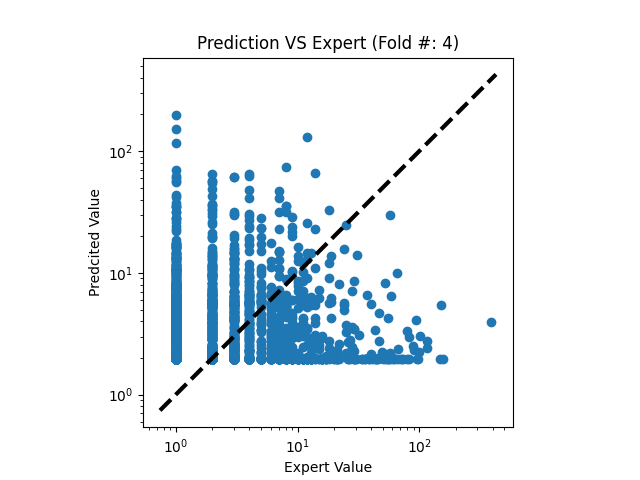 Prediction VS Expert (Fold #: 4)
Predcited Value
10²
10¹
10⁰
10⁰ 10¹ 10²
Expert Value